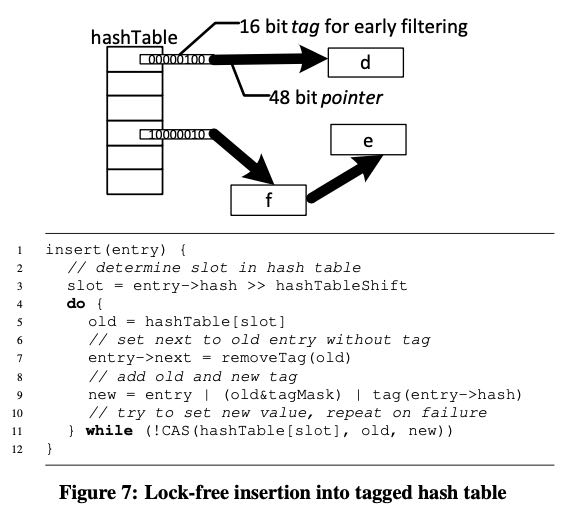 16 bit tag for early filtering
hashTable
00000100
d
48 bit pointer
10000010
e
f
1 insert(entry) {
2 // determine slot in hash table
3 slot = entry->hash >> hashTableShift
4 do {
5 old = hashTable[slot]
6 // set next to old entry without tag
7 entry->next = removeTag(old)
8 // add old and new tag
9 new = entry | (old&tagMask) | tag(entry->hash)
10 // try to set new value, repeat on failure
11 } while (!CAS(hashTable[slot], old, new))
12 }
Figure 7: Lock-free insertion into tagged hash table